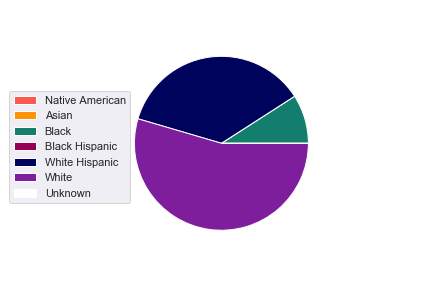 Native American
Asian
Black
Black Hispanic
White Hispanic
White
Unknown